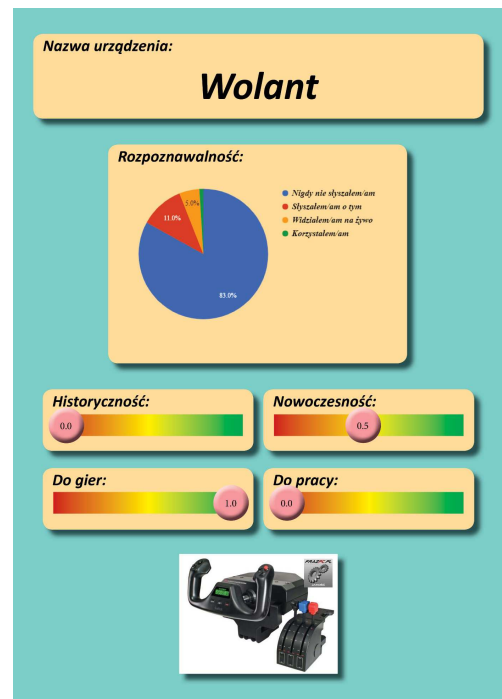 Nazwa urządzenia:
Wolant
Rozpoznawalność:
Nigdy nie słyszałem/am
Słyszałem/am o tym
Widziałem/am na żywo
Korzystałem/am
5.0%
11.0%
83.0%
Historyczność:
0.0
Nowoczesność:
0.5
Do gier:
1.0
Do pracy:
0.0